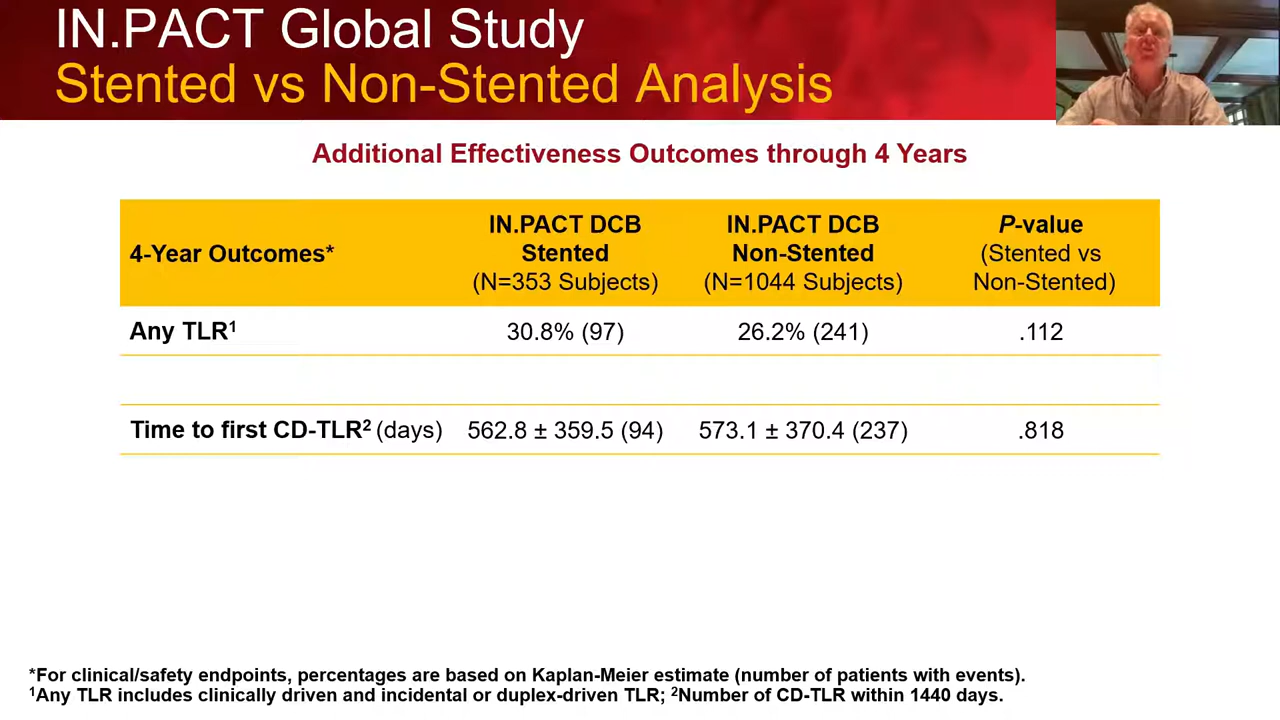 IN.PACT Global Study
Stented vs Non-Stented Analysis
Additional Effectiveness Outcomes through 4 Years
4-Year Outcomes*
IN.PACT DCB
Stented
(N=353 Subjects)
IN.PACT DCB
Non-Stented
(N=1044 Subjects)
P-value
(Stented vs
Non-Stented)
Any TLR¹ 30.8% (97) 26.2% (241) .112
Time to first CD-TLR² (days) 562.8 ± 359.5 (94) 573.1 ± 370.4 (237) .818
*For clinical/safety endpoints, percentages are based on Kaplan-Meier estimate (number of patients with events).
¹Any TLR includes clinically driven and incidental or duplex-driven TLR; ²Number of CD-TLR within 1440 days.